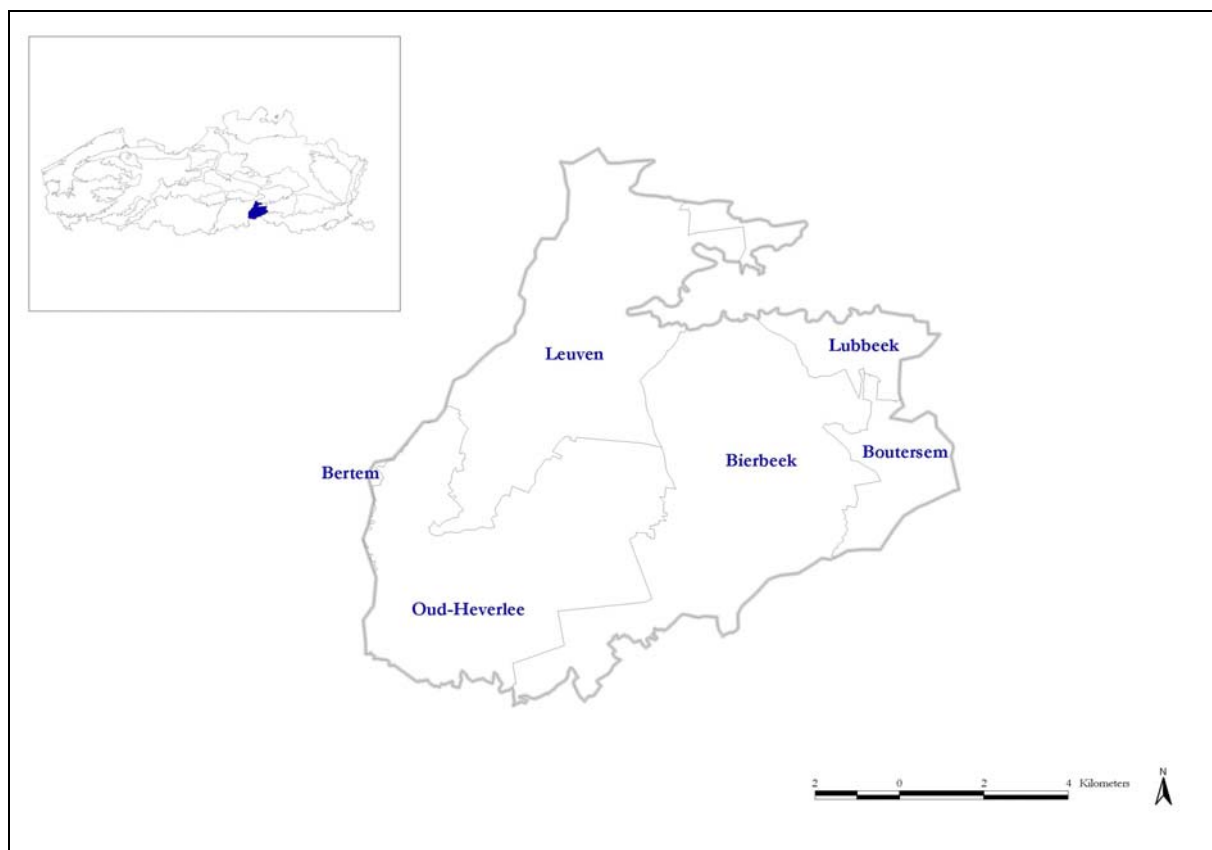 Leuven
Lubbeek
Bertem
Bierbeek
Boutersem
Oud-Heverlee
2 0 2 4 Kilometers
N